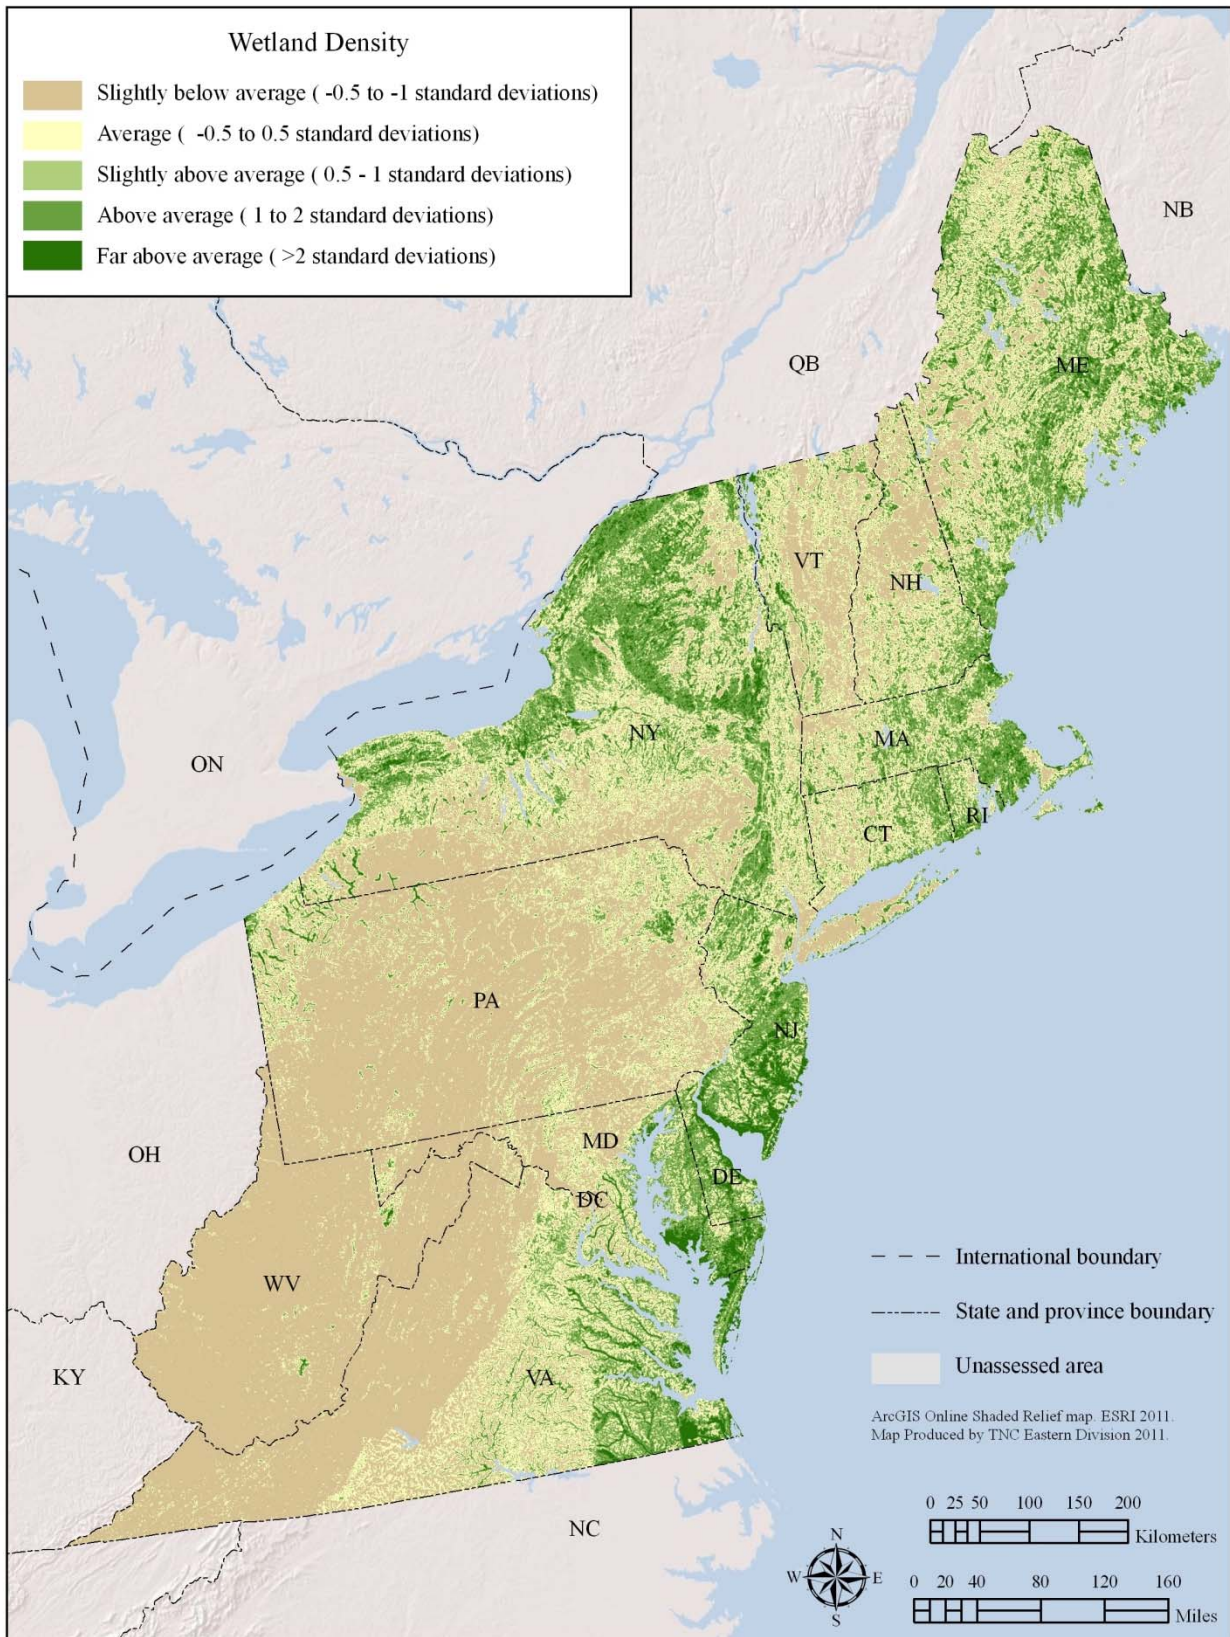 Wetland Density
Slightly below average ( -0.5 to -1 standard deviations)
Average ( -0.5 to 0.5 standard deviations)
Slightly above average ( 0.5 - 1 standard deviations)
Above average ( 1 to 2 standard deviations)
Far above average ( >2 standard deviations)
NB
ME
QB
VT
NH
NY
MA
ON
CT
RI
PA
NJ
OH
MD
DE
DC
WV
VA
KY
NC
International boundary
State and province boundary
Unassessed area
ArcGIS Online Shaded Relief map. ESRI 2011.
Map Produced by TNC Eastern Division 2011.
0 25 50 100 150 200
Kilometers
N
W E
S
0 20 40 80 120 160
Miles